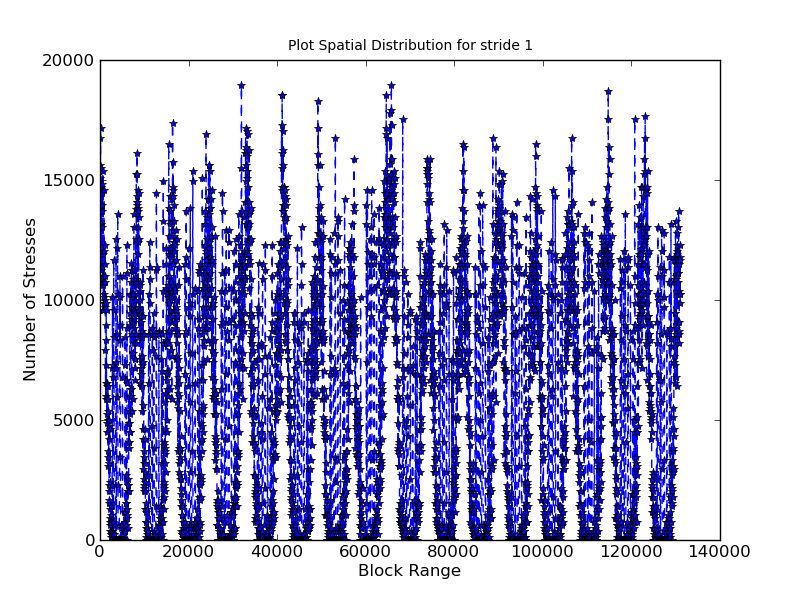 Plot Spatial Distribution for stride 1
20000
15000
10000
5000
0
Number of Stresses
0 20000 40000 60000 80000 100000 120000 140000
Block Range